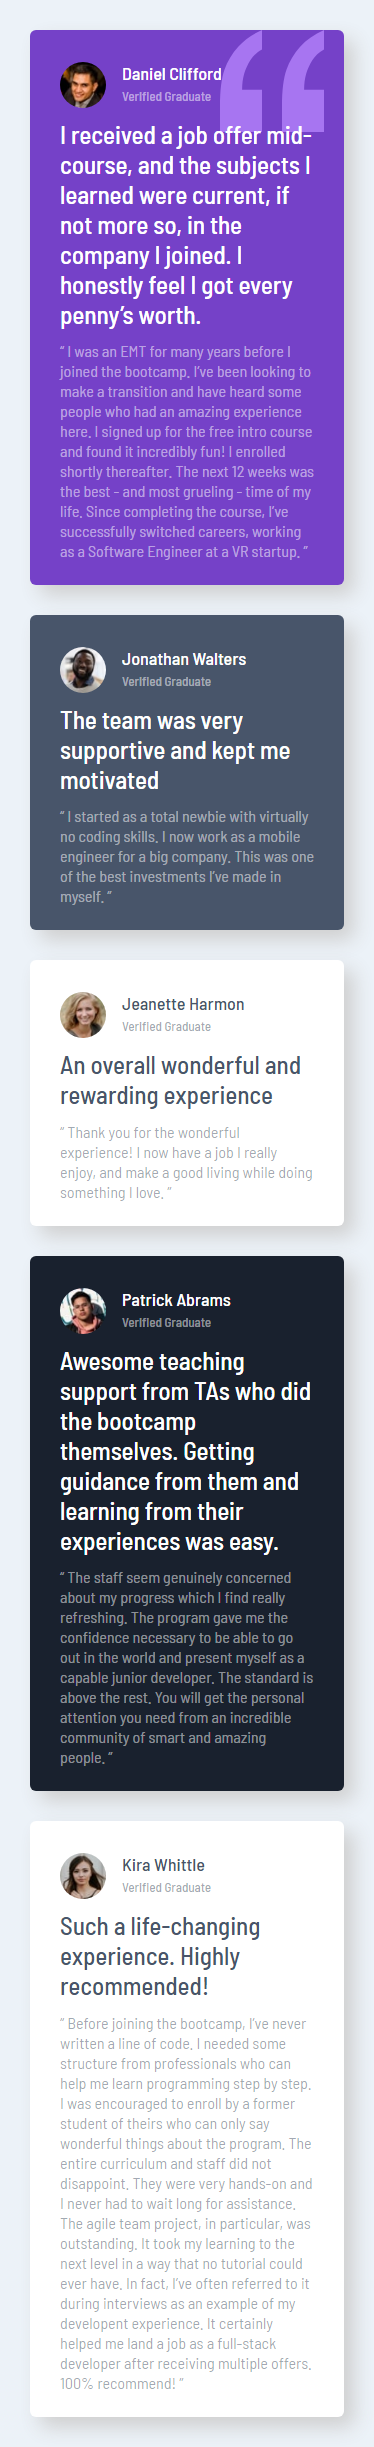 Daniel Clifford
Verified Graduate
I received a job offer mid-
course, and the subjects I
learned were current, if
not more so, in the
company I joined. I
honestly feel I got every
penny’s worth.
“ I was an EMT for many years before I
joined the bootcamp. I’ve been looking to
make a transition and have heard some
people who had an amazing experience
here. I signed up for the free intro course
and found it incredibly fun! I enrolled
shortly thereafter. The next 12 weeks was
the best - and most grueling - time of my
life. Since completing the course, I’ve
successfully switched careers, working
as a Software Engineer at a VR startup. ”
Jonathan Walters
Verified Graduate
The team was very
supportive and kept me
motivated
“ I started as a total newbie with virtually
no coding skills. I now work as a mobile
engineer for a big company. This was one
of the best investments I’ve made in
myself. ”
Jeanette Harmon
Verified Graduate
An overall wonderful and
rewarding experience
“ Thank you for the wonderful
experience! I now have a job I really
enjoy, and make a good living while doing
something I love. ”
Patrick Abrams
Verified Graduate
Awesome teaching
support from TAs who did
the bootcamp
themselves. Getting
guidance from them and
learning from their
experiences was easy.
“ The staff seem genuinely concerned
about my progress which I find really
refreshing. The program gave me the
confidence necessary to be able to go
out in the world and present myself as a
capable junior developer. The standard is
above the rest. You will get the personal
attention you need from an incredible
community of smart and amazing
people. ”
Kira Whittle
Verified Graduate
Such a life-changing
experience. Highly
recommended!
“ Before joining the bootcamp, I’ve never
written a line of code. I needed some
structure from professionals who can
help me learn programming step by step.
I was encouraged to enroll by a former
student of theirs who can only say
wonderful things about the program. The
entire curriculum and staff did not
disappoint. They were very hands-on and
I never had to wait long for assistance.
The agile team project, in particular, was
outstanding. It took my learning to the
next level in a way that no tutorial could
ever have. In fact, I’ve often referred to it
during interviews as an example of my
developent experience. It certainly
helped me land a job as a full-stack
developer after receiving multiple offers.
100% recommend! ”